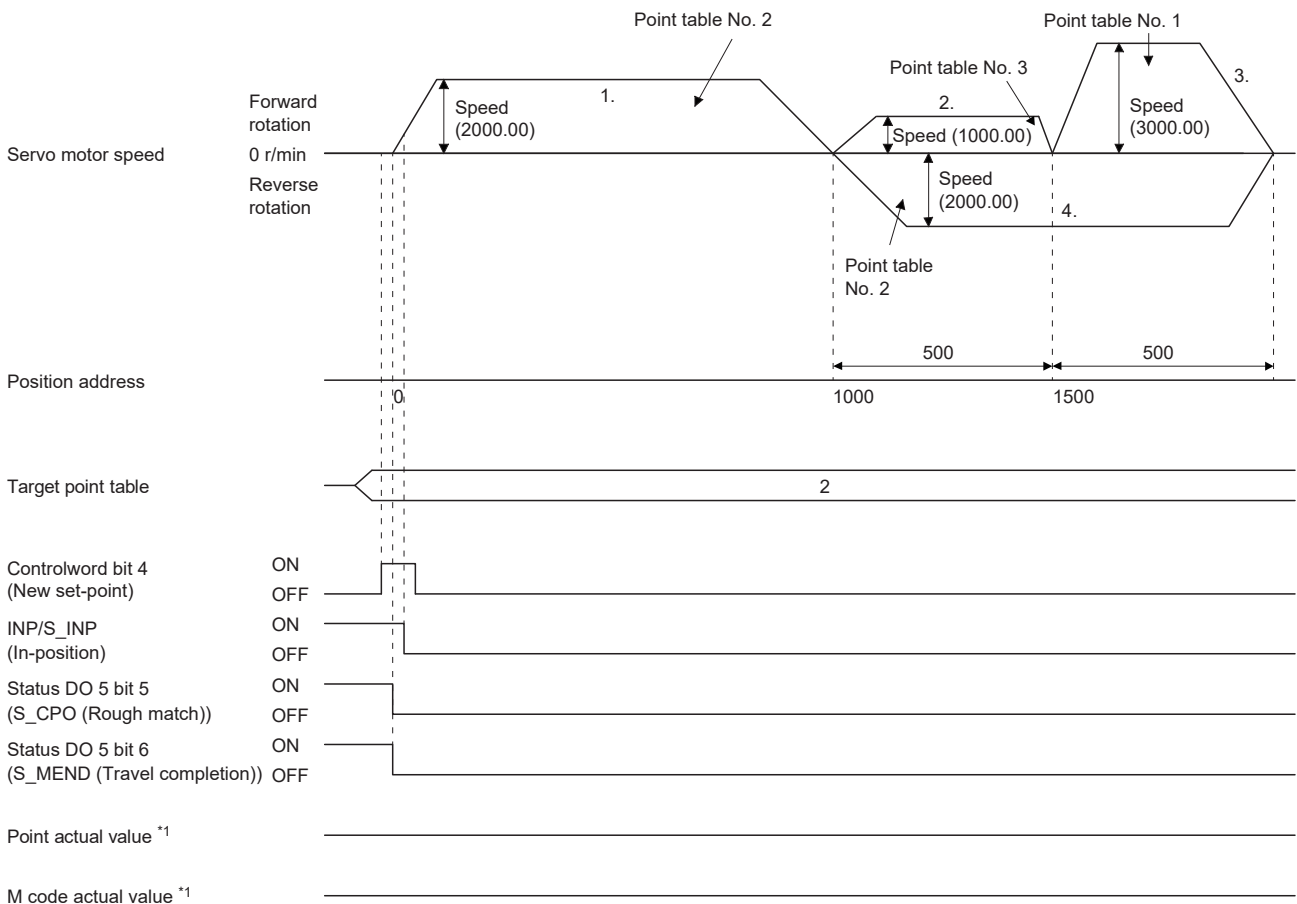 Point table No. 2
Point table No. 1
Point table No. 3
3.
1.
2.
Forward
rotation
Speed
(2000.00)
Speed (1000.00)
Speed
(3000.00)
Servo motor speed
0 r/min
Reverse
rotation
Speed
(2000.00)
4.
Point table
No. 2
500
500
Position address
0
1000
1500
Target point table
2
Controlword bit 4
(New set-point)
ON
OFF
INP/S_INP
(In-position)
ON
OFF
Status DO 5 bit 5
(S_CPO (Rough match))
ON
OFF
Status DO 5 bit 6
(S_MEND (Travel completion))
ON
OFF
Point actual value *1
M code actual value *1